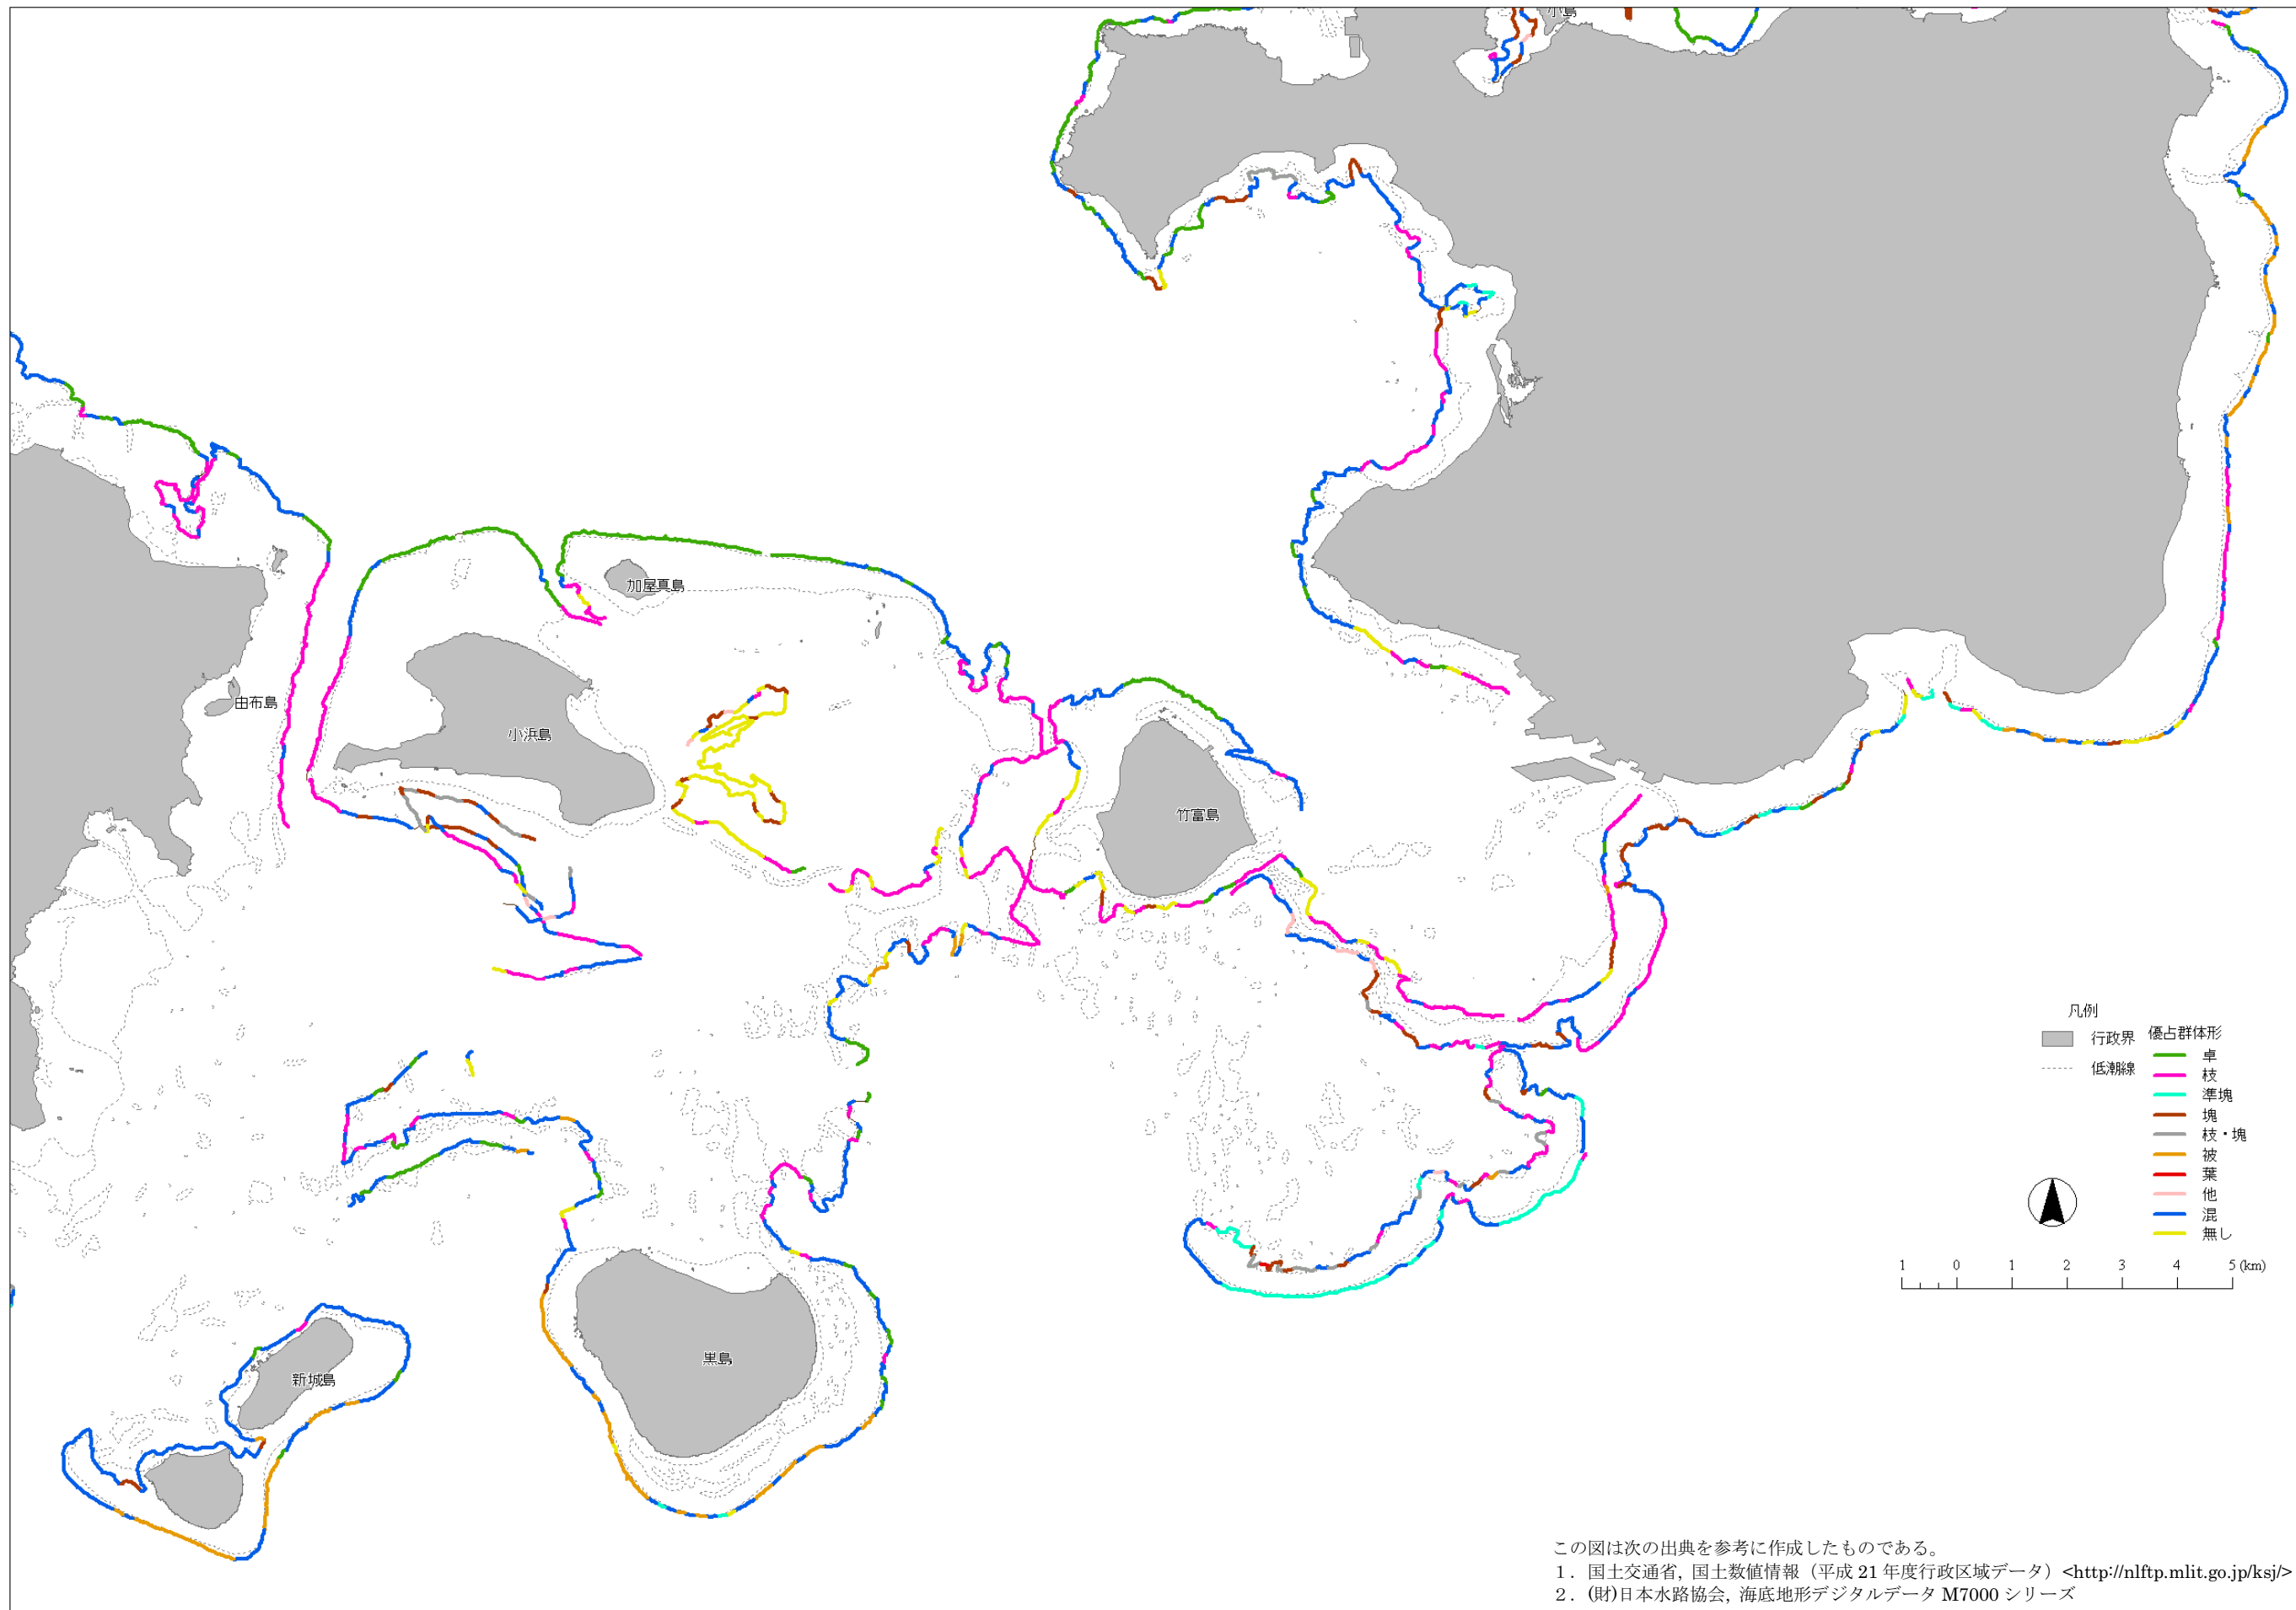 小島
加屋真島
由布島
小浜島
竹富島
黒島
新城島
凡例
行政界
低潮線
優占群体形
卓
枝
準塊
塊
枝・塊
被
葉
他
混
無し
1 0 1 2 3 4 5 (km)
この図は次の出典を参考に作成したものである。
1. 国土交通省, 国土数値情報（平成 21 年度行政区域データ）<http://nlftp.mlit.go.jp/ksj/>
2. (財)日本水路協会, 海底地形デジタルデータ M7000 シリーズ